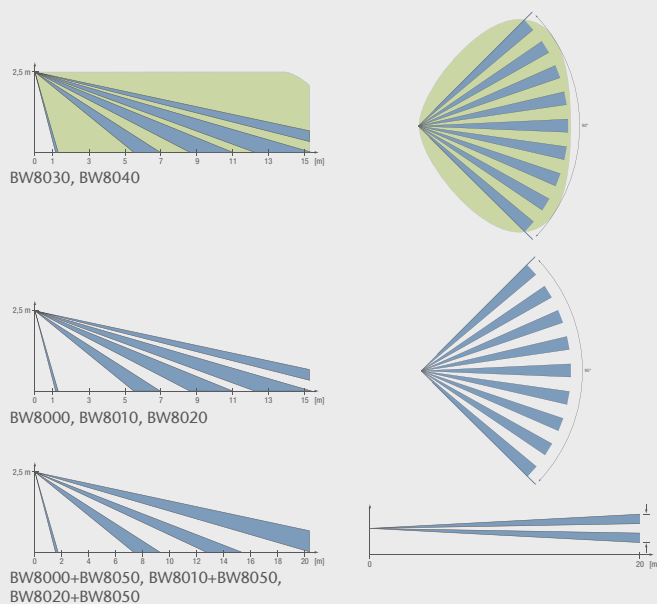 2,5 m
0 1 3 5 7 9 11 13 15 [m]
BW8030, BW8040
90°
2,5 m
0 1 3 5 7 9 11 13 15 [m]
BW8000, BW8010, BW8020
90°
2,5 m
0 2 4 6 8 10 12 14 16 18 20 [m]
BW8000+BW8050, BW8010+BW8050,
BW8020+BW8050
0 20
[m]